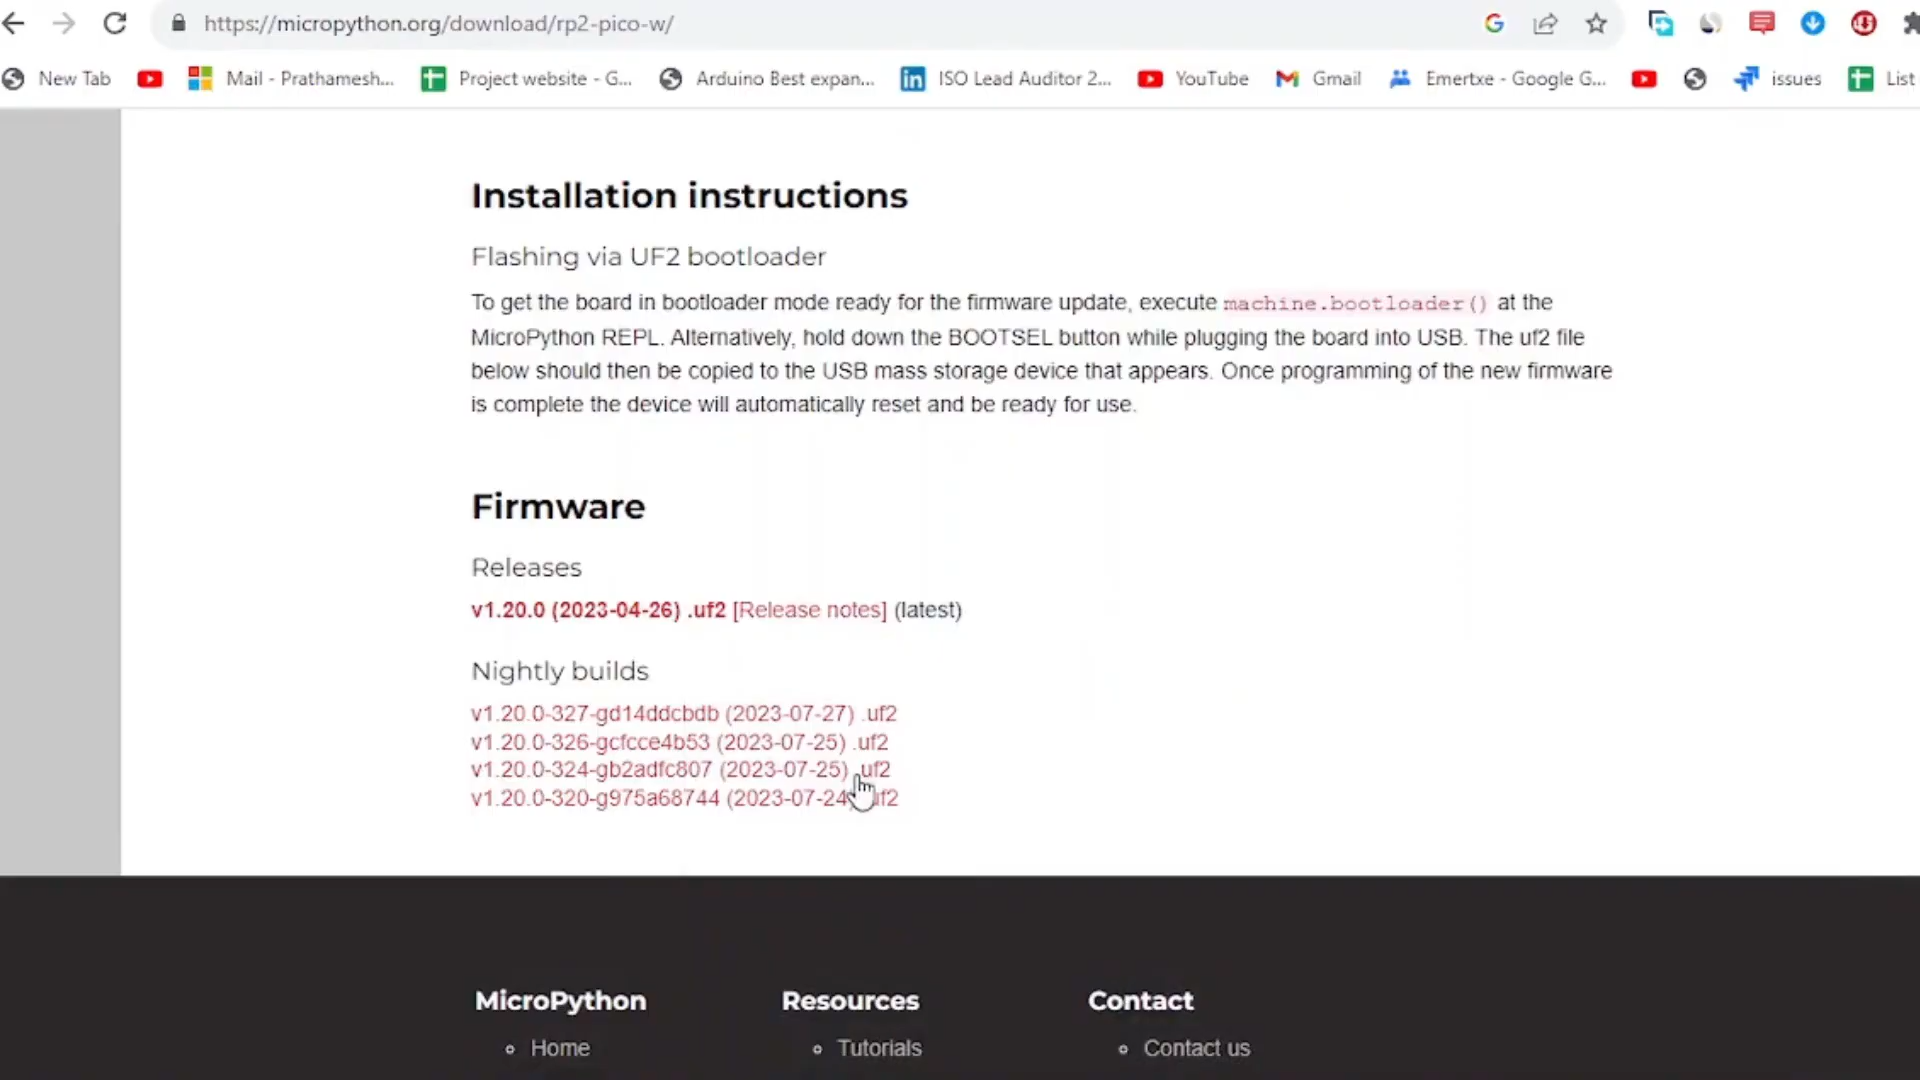 https://micropython.org/download/rp2-pico-w/
New Tab Mail - Prathamesh... Project website - G... Arduino Best expan... ISO Lead Auditor 2... YouTube Gmail Emertxe - Google G... issues List
Installation instructions
Flashing via UF2 bootloader
To get the board in bootloader mode ready for the firmware update, execute machine.bootloader() at the
MicroPython REPL. Alternatively, hold down the BOOTSEL button while plugging the board into USB. The uf2 file
below should then be copied to the USB mass storage device that appears. Once programming of the new firmware
is complete the device will automatically reset and be ready for use.
Firmware
Releases
v1.20.0 (2023-04-26) .uf2 [Release notes] (latest)
Nightly builds
v1.20.0-327-gd14ddcbdb (2023-07-27) .uf2
v1.20.0-326-gcfcce4b53 (2023-07-25) .uf2
v1.20.0-324-gb2adfc807 (2023-07-25) .uf2
v1.20.0-320-g975a68744 (2023-07-24) .uf2
MicroPython Resources Contact
Home Tutorials Contact us